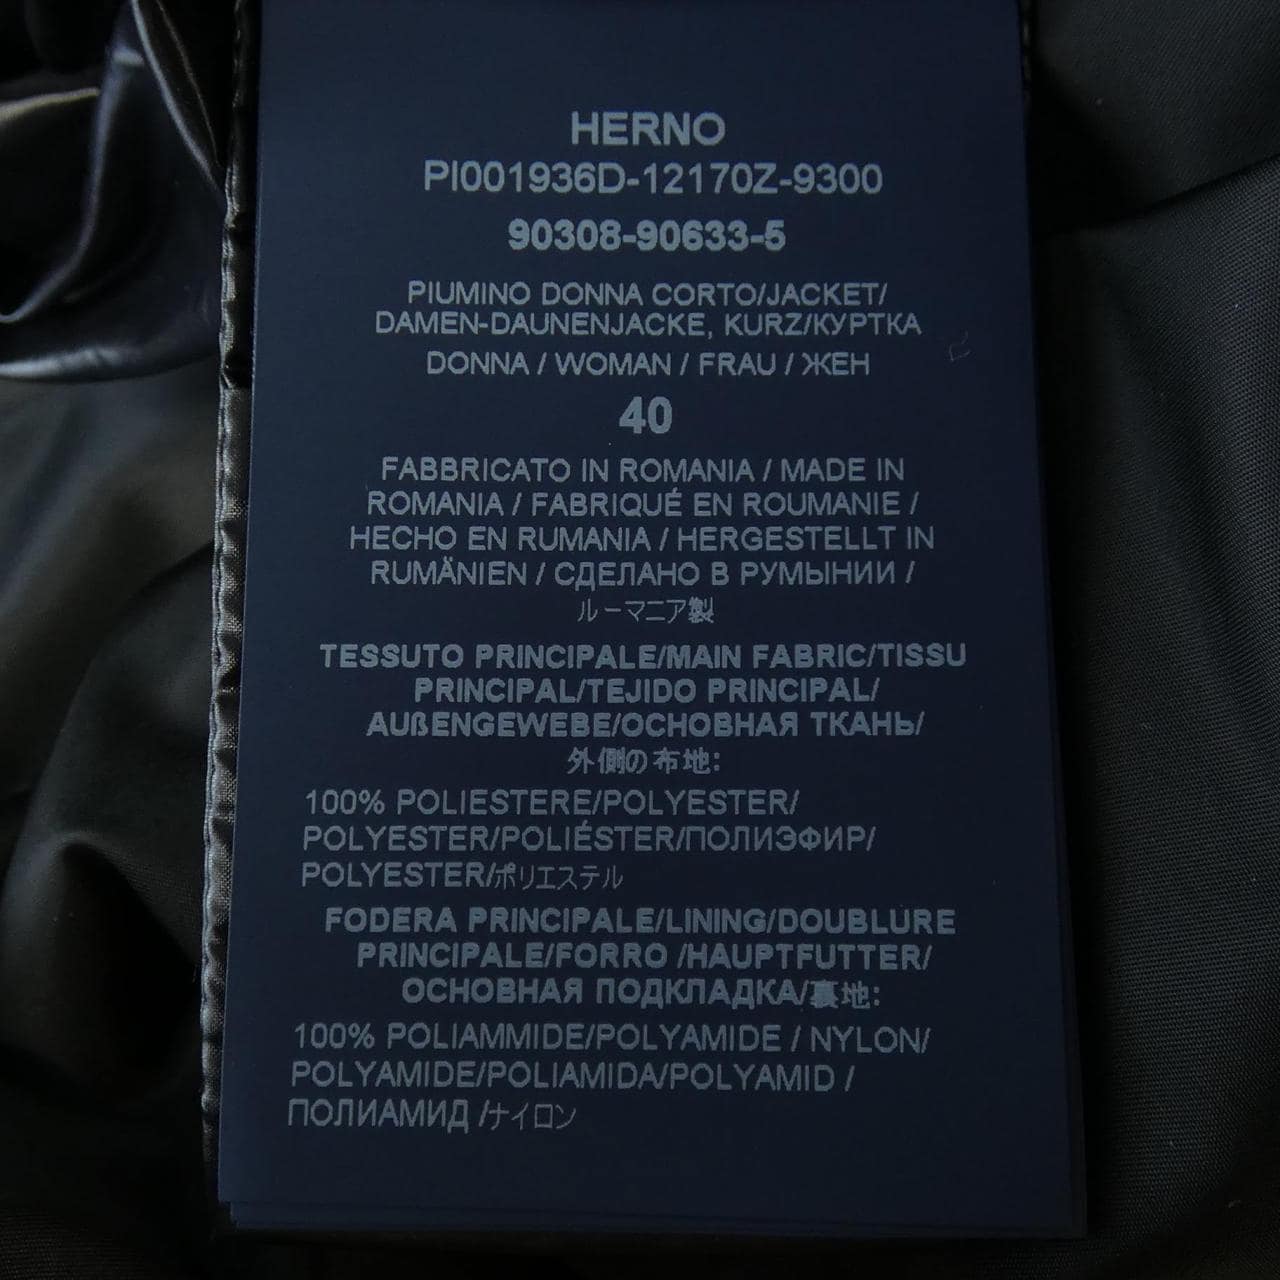 HERNO
PI001936D-12170Z-9300
90308-90633-5
PIUMINO DONNA CORTO/JACKET/
DAMEN-DAUNENJACKE, KURZ/КУРТКА
DONNA / WOMAN / FRAU / ЖЕН
40
FABBRICATO IN ROMANIA / MADE IN
ROMANIA / FABRIQUÉ EN ROUMANIE /
HECHO EN RUMANIA / HERGESTELLT IN
RUMÄNIEN / СДЕЛАНО В РУМЫНИИ /
ルーマニア製
TESSUTO PRINCIPALE/MAIN FABRIC/TISSU
PRINCIPAL/TEJIDO PRINCIPAL/
AUßENGEWEBE/ОСНОВНАЯ ТКАНЬ/
外側の布地:
100% POLIESTERE/POLYESTER/
POLYESTER/POLIÉSTER/ПОЛИЭФИР/
POLYESTER/ポリエステル
FODERA PRINCIPALE/LINING/DOUBLURE
PRINCIPALE/FORRO /HAUPTFUTTER/
ОСНОВНАЯ ПОДКЛАДКА/裏地:
100% POLIAMMIDE/POLYAMIDE / NYLON/
POLYAMIDE/POLIAMIDA/POLYAMID /
ПОЛИАМИД /ナイロン